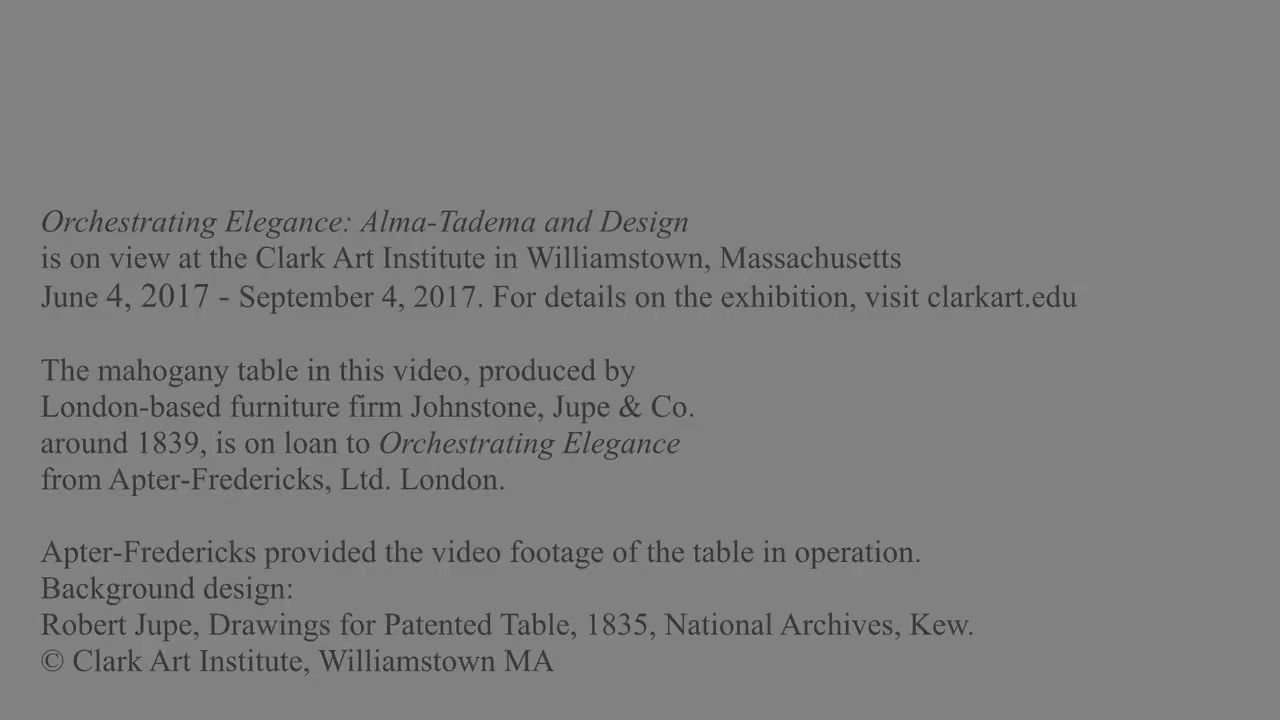 Orchestrating Elegance: Alma-Tadema and Design
is on view at the Clark Art Institute in Williamstown, Massachusetts
June 4, 2017 - September 4, 2017. For details on the exhibition, visit clarkart.edu
The mahogany table in this video, produced by
London-based furniture firm Johnstone, Jupe & Co.
around 1839, is on loan to Orchestrating Elegance
from Apter-Fredericks, Ltd. London.
Apter-Fredericks provided the video footage of the table in operation.
Background design:
Robert Jupe, Drawings for Patented Table, 1835, National Archives, Kew.
© Clark Art Institute, Williamstown MA